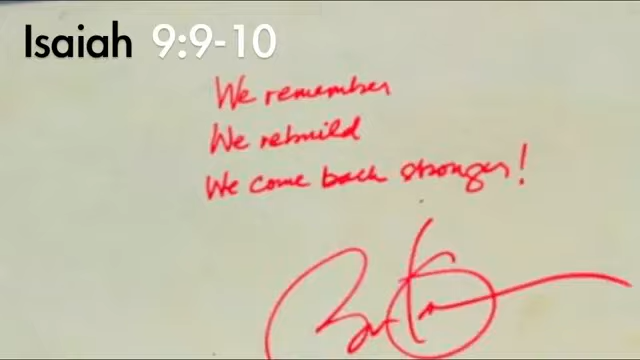 Isaiah 9:9-10
We remember
We rebuild
We come back stronger!